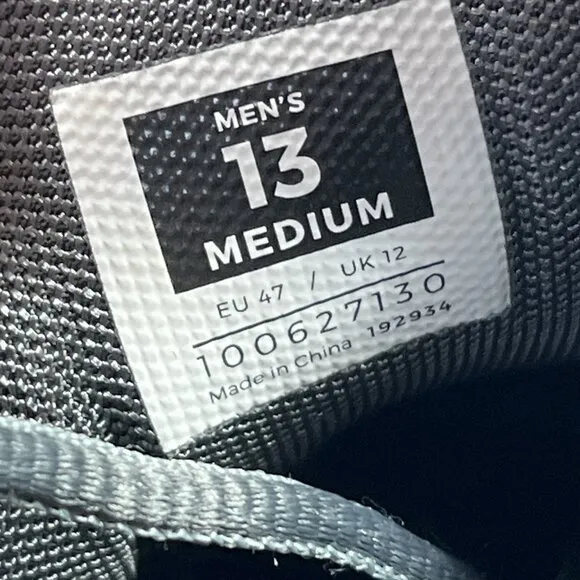 MEN'S
13
MEDIUM
EU 47 / UK 12
100627130
Made in China 192934